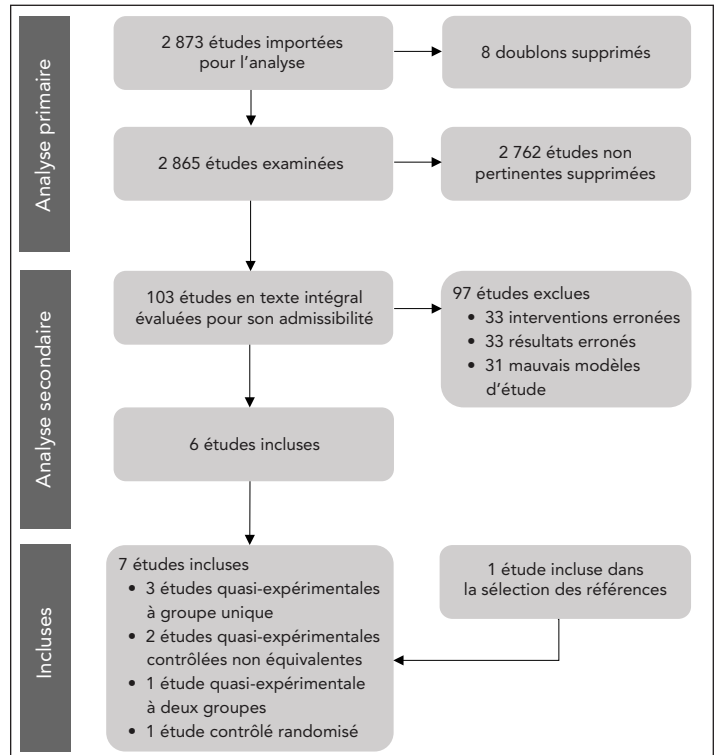 Analyse primaire
2 873 études importées
pour l'analyse
8 doublons supprimés
2 865 études examinées
2 762 études non
pertinentes supprimées
Analyse secondaire
103 études en texte intégral
évaluées pour son admissibilité
97 études exclues
• 33 interventions erronées
• 33 résultats erronés
• 31 mauvais modèles
d'étude
6 études incluses
Incluses
7 études incluses
• 3 études quasi-expérimentales
à groupe unique
• 2 études quasi-expérimentales
contrôlées non équivalentes
• 1 étude quasi-expérimentale
à deux groupes
• 1 étude contrôlé randomisé
1 étude incluse dans
la sélection des références